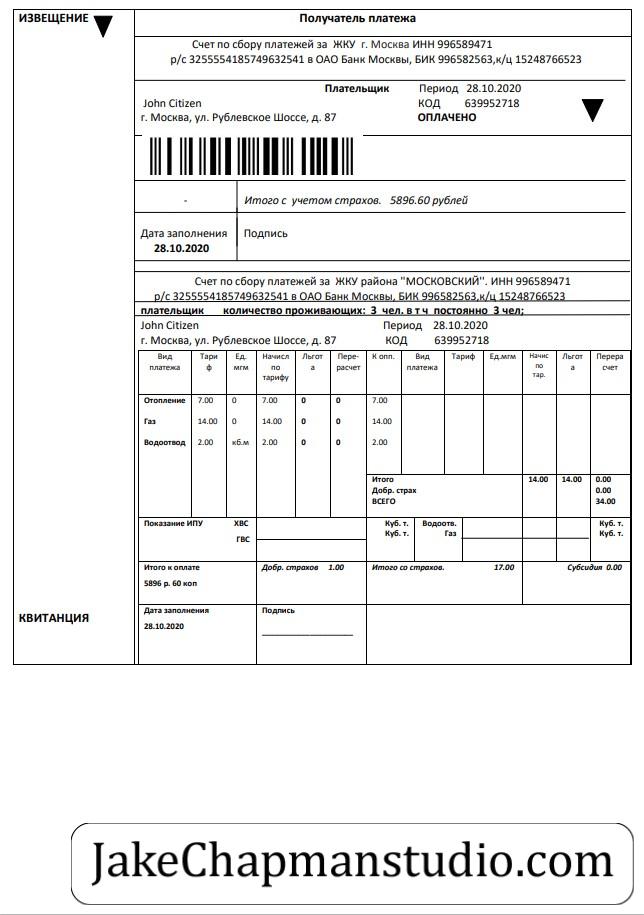 ИЗВЕЩЕНИЕ
Получатель платежа
Счет по сбору платежей за ЖКУ г. Москва ИНН 996589471
р/с 3255554185749632541 в ОАО Банк Москвы, БИК 996582563,к/ц 15248766523
Плательщик Период 28.10.2020
John Citizen КОД 639952718
г. Москва, ул. Рублевское Шоссе, д. 87 ОПЛАЧЕНО
- Итого с учетом страхов. 5896.60 рублей
Дата заполнения Подпись
28.10.2020
Счет по сбору платежей за ЖКУ района "МОСКОВСКИЙ". ИНН 996589471
р/с 3255554185749632541 в ОАО Банк Москвы, БИК 996582563,к/ц 15248766523
плательщик количество проживающих: 3 чел. в т ч постоянно 3 чел;
John Citizen Период 28.10.2020
г. Москва, ул. Рублевское Шоссе, д. 87 КОД 639952718
Вид Тари Ед. Начисл Льгот Пере- К опл. Вид Тариф Ед.мгм Начис Льгот Перера
платежа ф мгм по а расчет платежа по а счет
тарифу тар.
Отопление 7.00 0 7.00 0 0 7.00
Газ 14.00 0 14.00 0 0 14.00
Водоотвод 2.00 кб.м 2.00 0 0 2.00
Итого 14.00 14.00 0.00
Добр. страх 0.00
ВСЕГО 34.00
Показание ИПУ ХВС Куб. т. Водоотв. Куб. т.
ГВС Куб. т. Газ Куб. т.
Итого к оплате Добр. страхов 1.00 Итого со страхов. 17.00 Субсидия 0.00
5896 р. 60 коп
КВИТАНЦИЯ
Дата заполнения Подпись
28.10.2020
JakeChapmanstudio.com